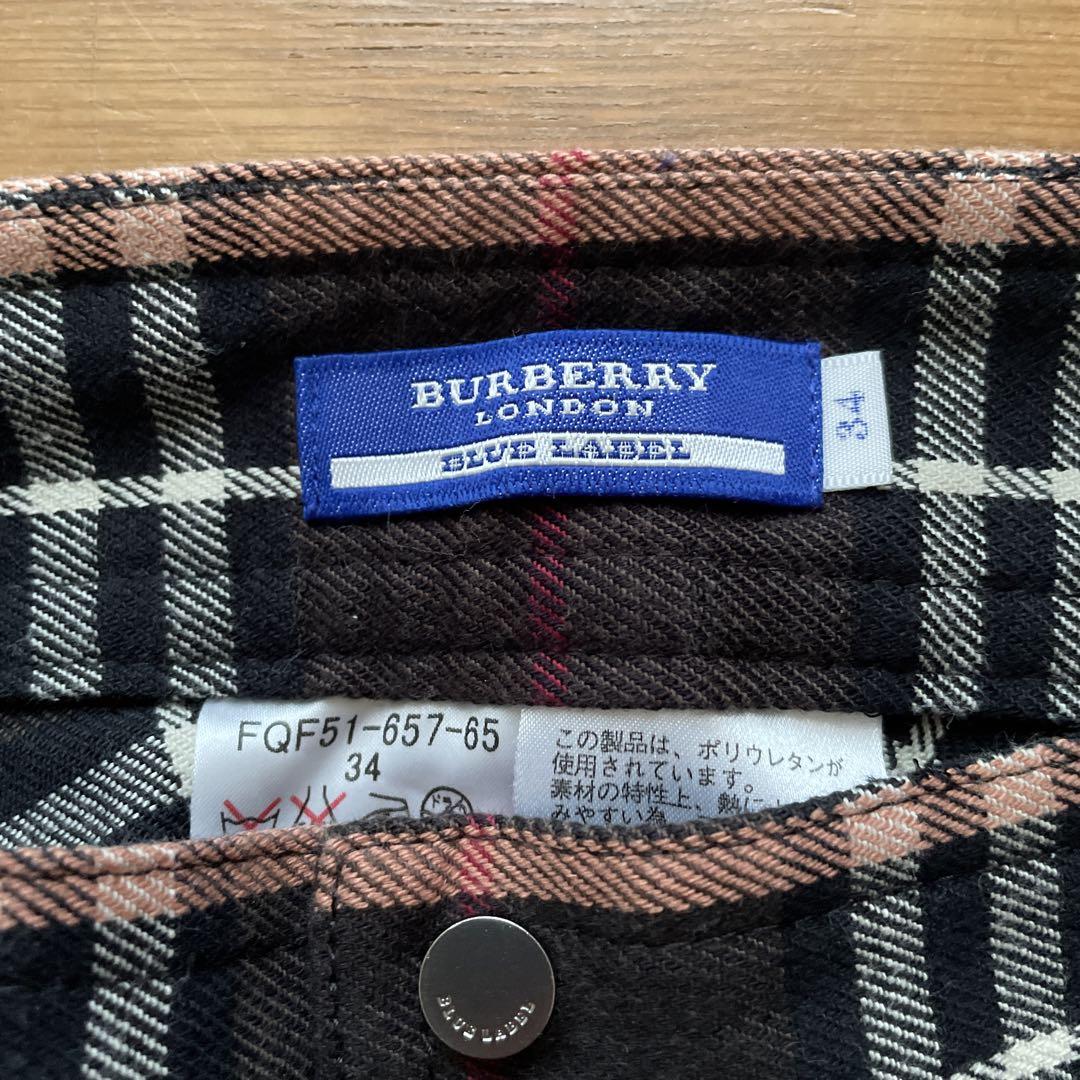 BURBERRY
LONDON
BLUE LABEL
34
FQF51-657-65
34
この製品は、ポリウレタンが
使用されています。
素材の特性上、熱に
みやすい為
BLUE LABEL